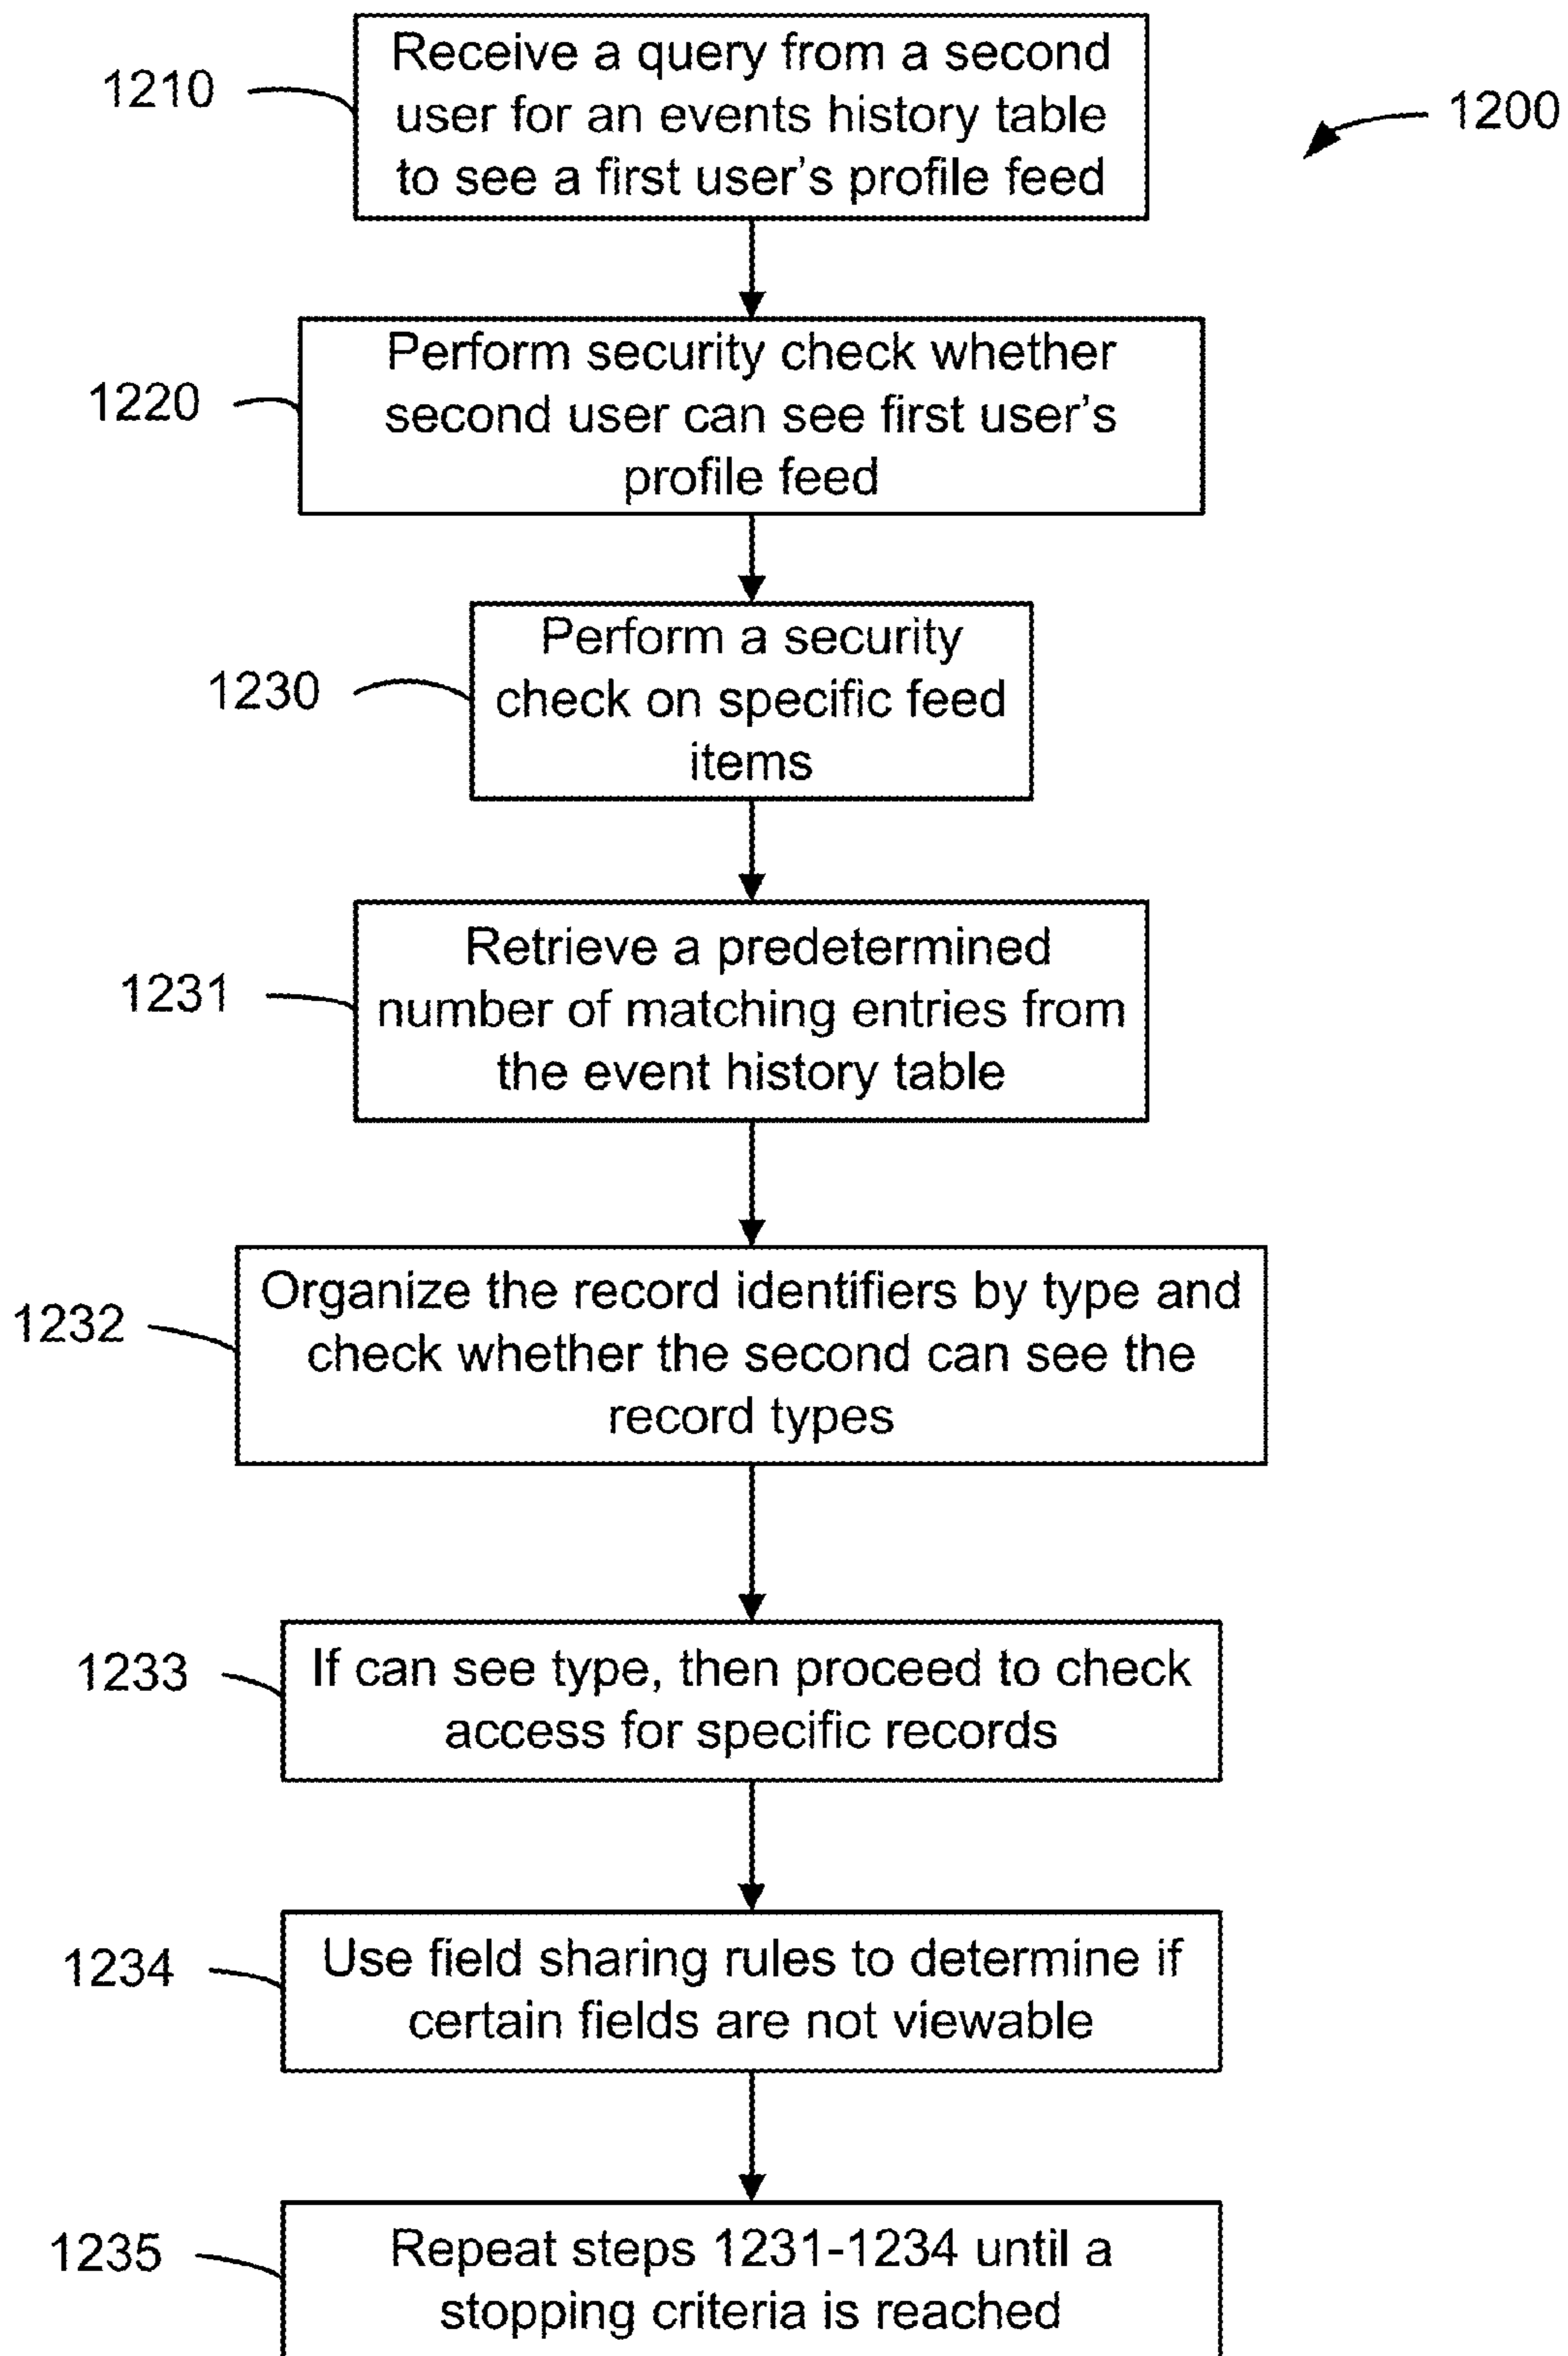 1200
1210
Receive a query from a second
user for an events history table
to see a first user's profile feed
1220
Perform security check whether
second user can see first user's
profile feed
1230
Perform a security
check on specific feed
items
1231
Retrieve a predetermined
number of matching entries from
the event history table
1232
Organize the record identifiers by type and
check whether the second can see the
record types
1233
If can see type, then proceed to check
access for specific records
1234
Use field sharing rules to determine if
certain fields are not viewable
1235
Repeat steps 1231-1234 until a
stopping criteria is reached